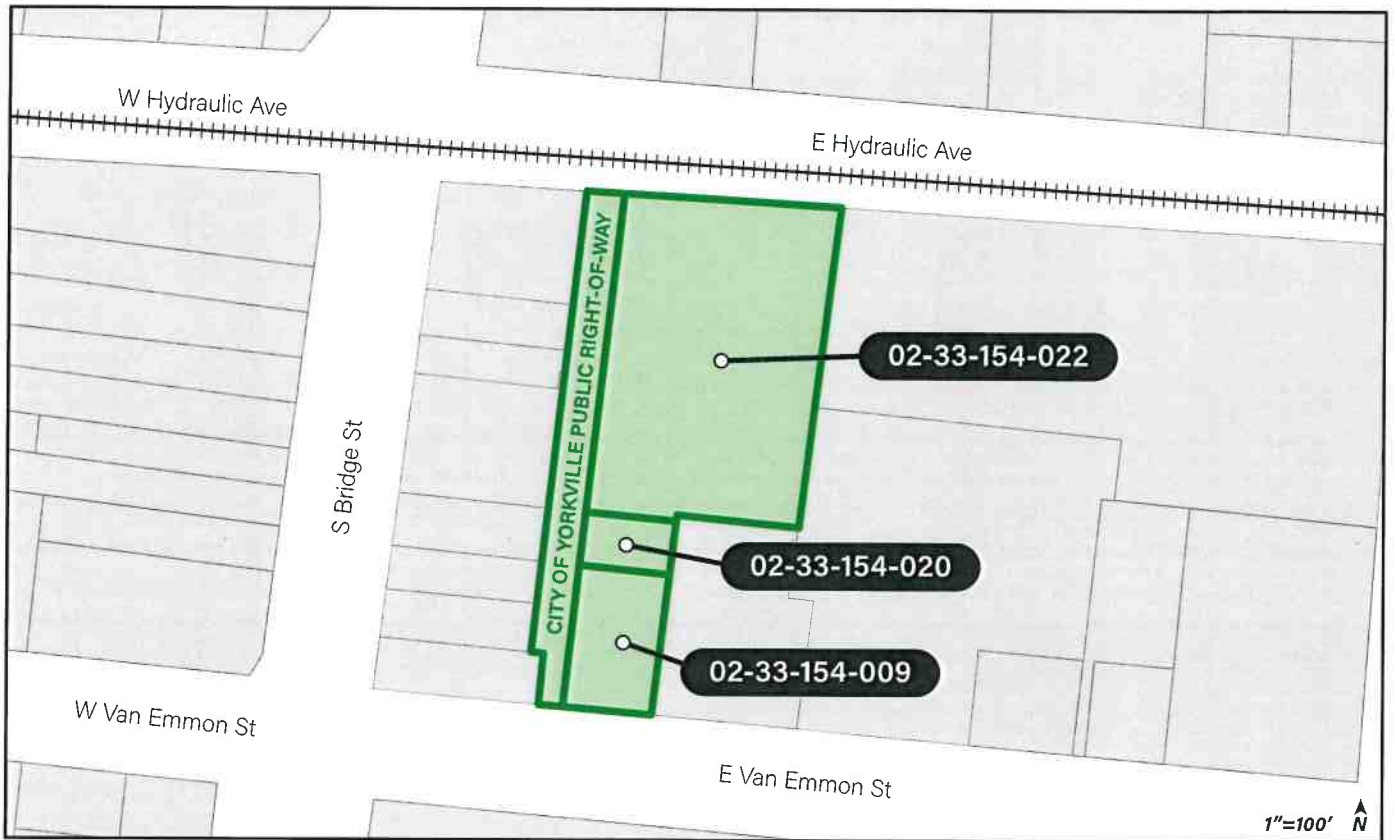 W Hydraulic Ave
E Hydraulic Ave
CITY OF YORKVILLE PUBLIC RIGHT-OF-WAY
02-33-154-022
S Bridge St
02-33-154-020
02-33-154-009
W Van Emmon St
E Van Emmon St
1"=100' N